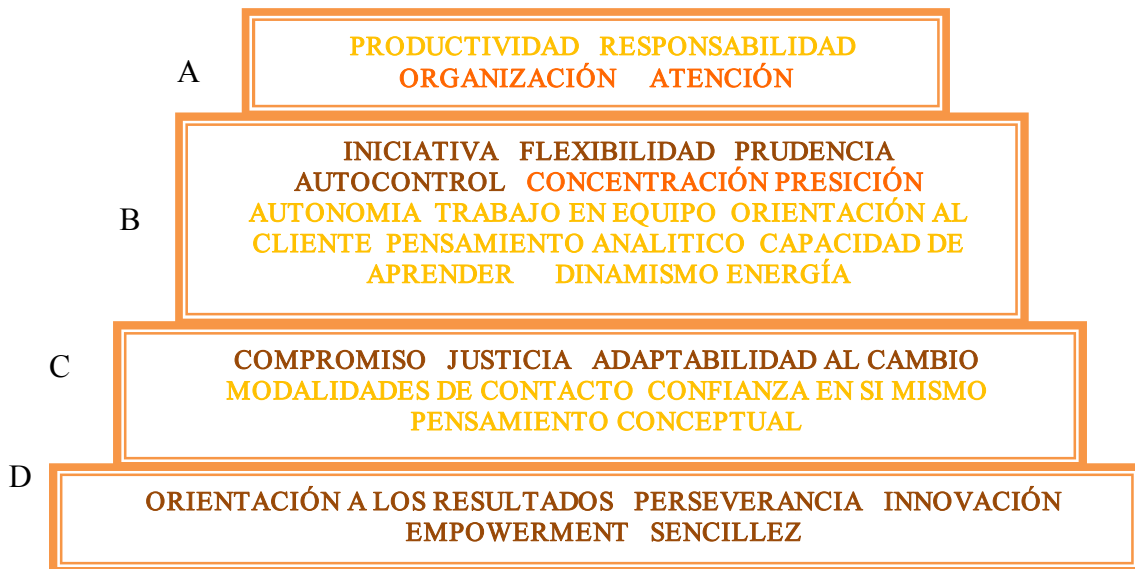 A
PRODUCTIVIDAD RESPONSABILIDAD
ORGANIZACIÓN ATENCIÓN
B
INICIATIVA FLEXIBILIDAD PRUDENCIA
AUTOCONTROL CONCENTRACIÓN PRESICIÓN
AUTONOMIA TRABAJO EN EQUIPO ORIENTACIÓN AL
CLIENTE PENSAMIENTO ANALITICO CAPACIDAD DE
APRENDER DINAMISMO ENERGÍA
C
COMPROMISO JUSTICIA ADAPTABILIDAD AL CAMBIO
MODALIDADES DE CONTACTO CONFIANZA EN SI MISMO
PENSAMIENTO CONCEPTUAL
D
ORIENTACIÓN A LOS RESULTADOS PERSEVERANCIA INNOVACIÓN
EMPOWERMENT SENCILLEZ